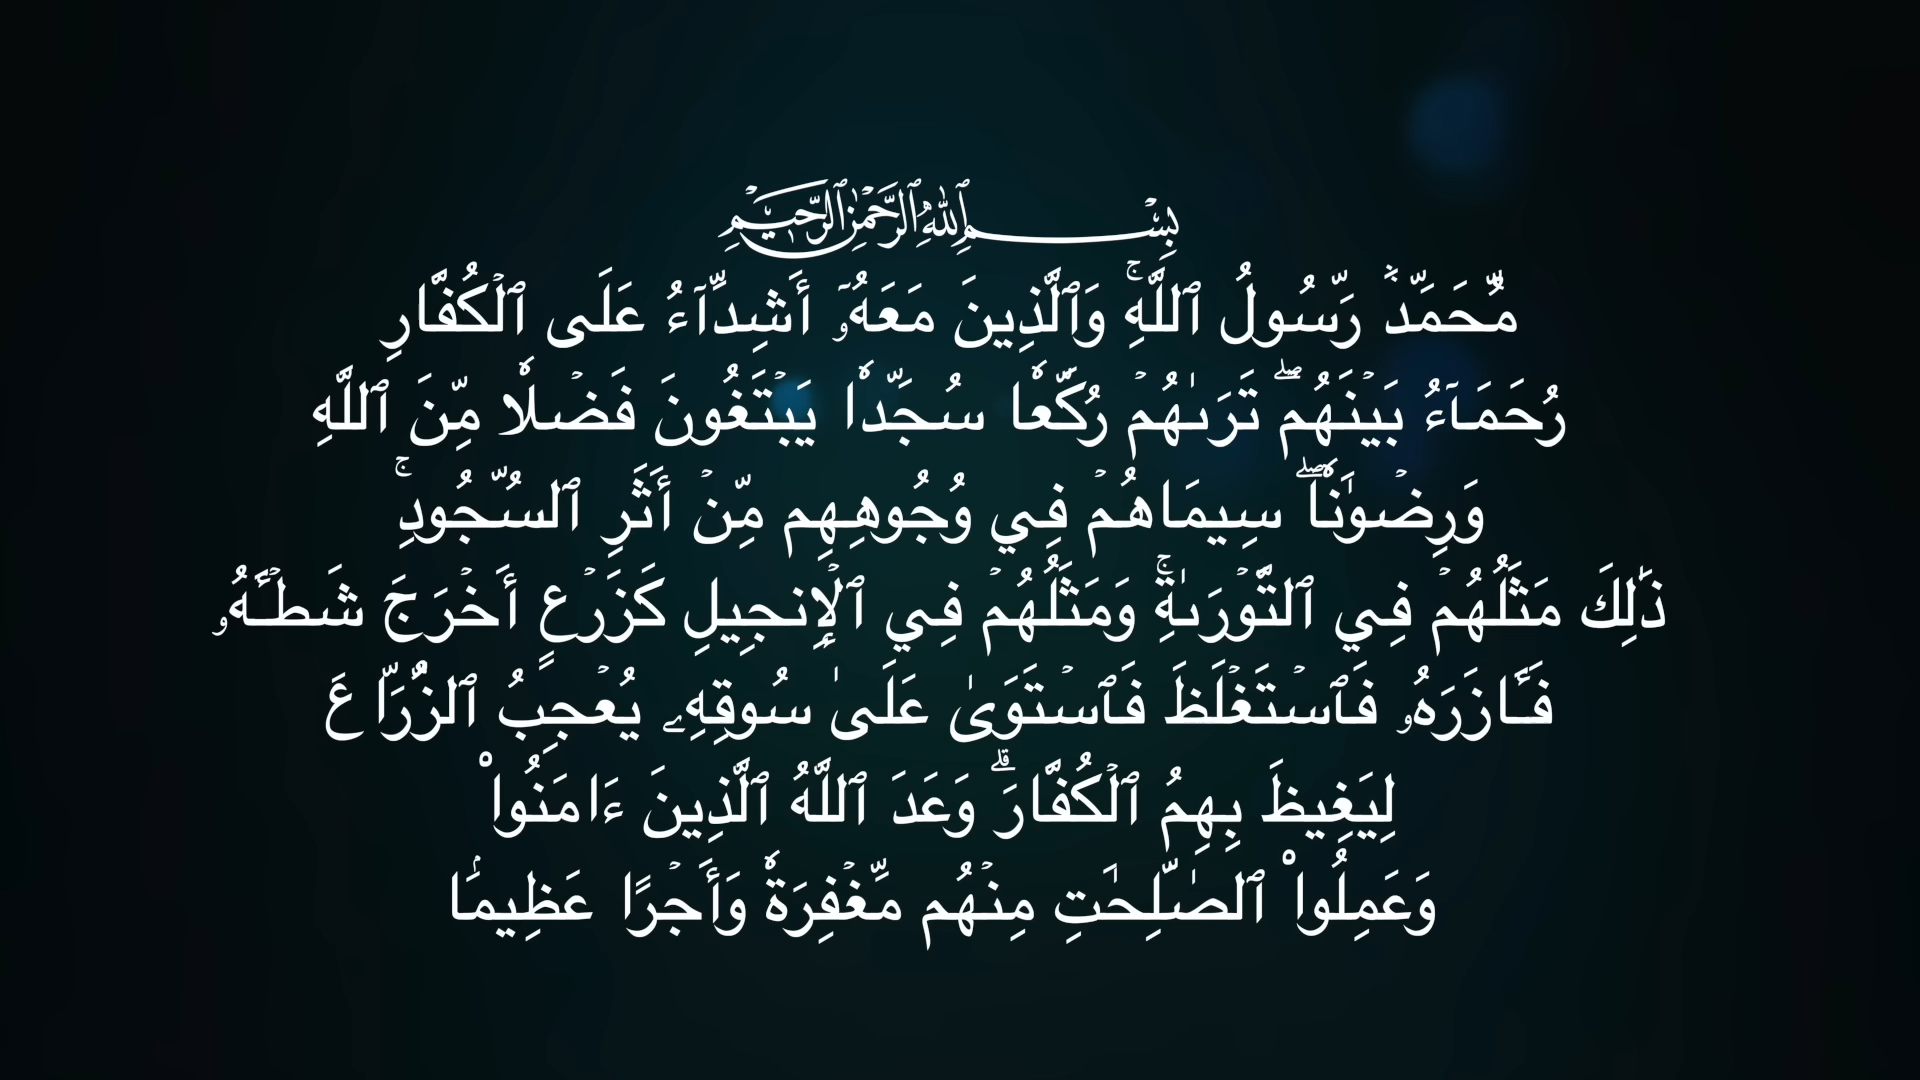 بِسْمِ ٱللَّهِ ٱلرَّحْمَٰنِ ٱلرَّحِيمِ
مُّحَمَّدٞ رَّسُولُ ٱللَّهِۚ وَٱلَّذِينَ مَعَهُۥٓ أَشِدَّآءُ عَلَى ٱلۡكُفَّارِ
رُحَمَآءُ بَيۡنَهُمۡۖ تَرَىٰهُمۡ رُكَّعٗا سُجَّدٗا يَبۡتَغُونَ فَضۡلٗا مِّنَ ٱللَّهِ
وَرِضۡوَٰنٗاۖ سِيمَاهُمۡ فِي وُجُوهِهِم مِّنۡ أَثَرِ ٱلسُّجُودِۚ
ذَٰلِكَ مَثَلُهُمۡ فِي ٱلتَّوۡرَىٰةِۚ وَمَثَلُهُمۡ فِي ٱلۡإِنجِيلِ كَزَرۡعٍ أَخۡرَجَ شَطۡـَٔهُۥ
فَـَٔازَرَهُۥ فَٱسۡتَغۡلَظَ فَٱسۡتَوَىٰ عَلَىٰ سُوقِهِۦ يُعۡجِبُ ٱلزُّرَّاعَ
لِيَغِيظَ بِهِمُ ٱلۡكُفَّارَۗ وَعَدَ ٱللَّهُ ٱلَّذِينَ ءَامَنُواْ
وَعَمِلُواْ ٱلصَّٰلِحَٰتِ مِنۡهُم مَّغۡفِرَةٗ وَأَجۡرًا عَظِيمَۢا